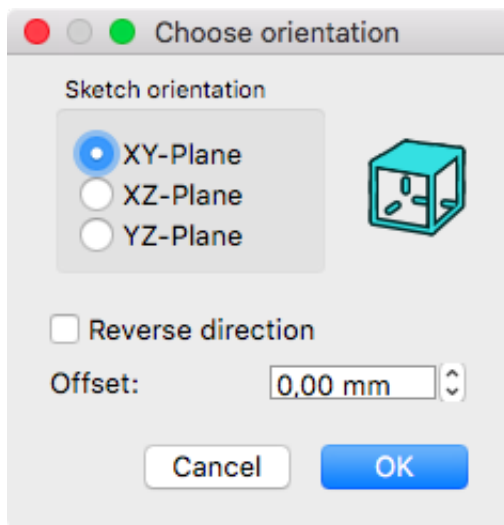 Choose orientation
Sketch orientation
XY-Plane
XZ-Plane
YZ-Plane
Reverse direction
Offset: 0,00 mm
Cancel OK